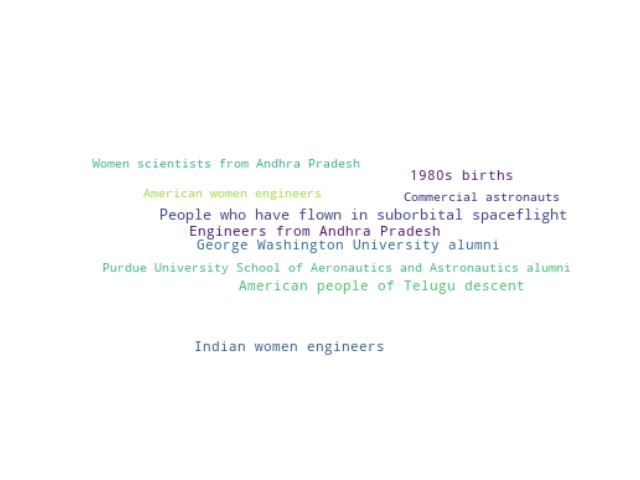 Women scientists from Andhra Pradesh
1980s births
American women engineers
Commercial astronauts
People who have flown in suborbital spaceflight
Engineers from Andhra Pradesh
George Washington University alumni
Purdue University School of Aeronautics and Astronautics alumni
American people of Telugu descent
Indian women engineers